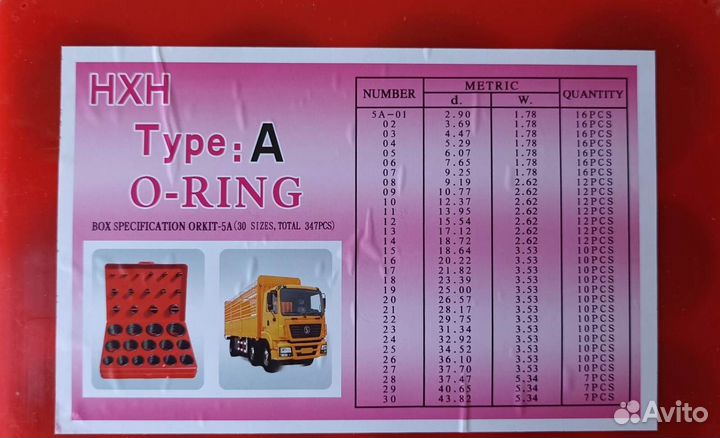 HXH
Type: A
O-RING
BOX SPECIFICATION ORKIT-5A(30 SIZES, TOTAL 347PCS)
NUMBER METRIC QUANTITY
d. W.
5A-01 2.90 1.78 16PCS
02 3.69 1.78 16PCS
03 4.47 1.78 16PCS
04 5.29 1.78 16PCS
05 6.07 1.78 16PCS
06 7.65 1.78 16PCS
07 9.25 1.78 16PCS
08 9.19 2.62 12PCS
09 10.77 2.62 12PCS
10 12.37 2.62 12PCS
11 13.95 2.62 12PCS
12 15.54 2.62 12PCS
13 17.12 2.62 12PCS
14 18.72 2.62 12PCS
15 18.64 3.53 10PCS
16 20.22 3.53 10PCS
17 21.82 3.53 10PCS
18 23.39 3.53 10PCS
19 25.00 3.53 10PCS
20 26.57 3.53 10PCS
21 28.17 3.53 10PCS
22 29.75 3.53 10PCS
23 31.34 3.53 10PCS
24 32.92 3.53 10PCS
25 34.52 3.53 10PCS
26 36.10 3.53 10PCS
27 37.70 3.53 10PCS
28 37.47 5.34 7PCS
29 40.65 5.34 7PCS
30 43.82 5.34 7PCS
Avito